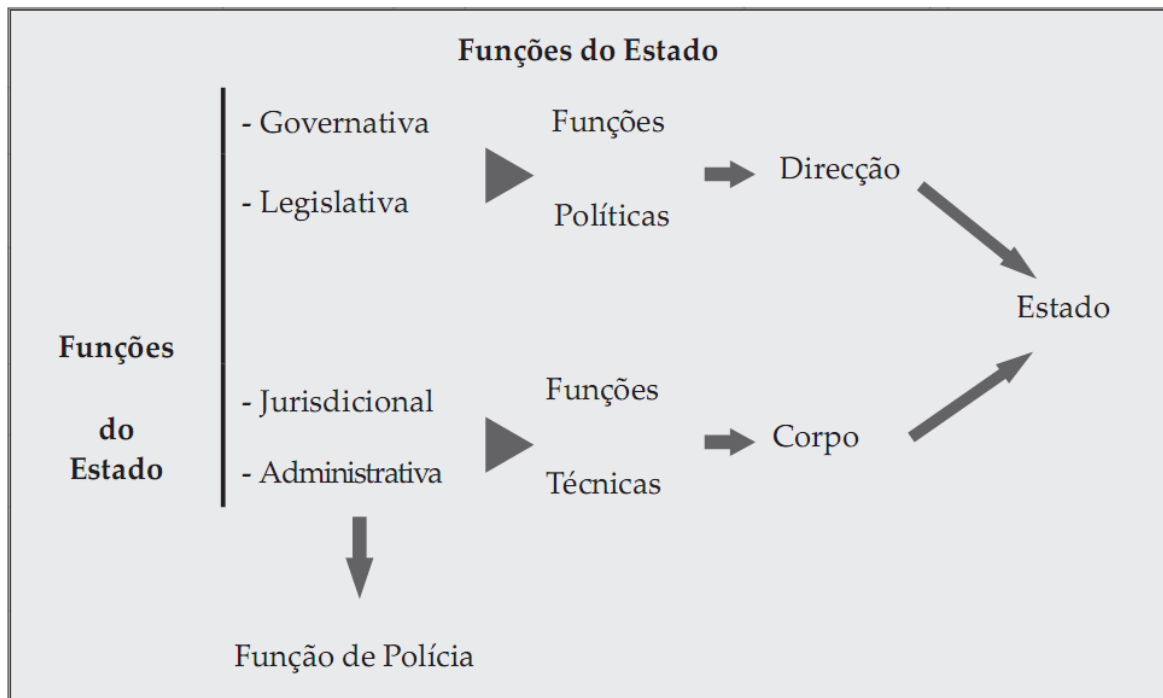 Funções do Estado
- Governativa
Funções
- Legislativa
Políticas
Direcção
Estado
Funções
do
Estado
- Jurisdicional
Funções
- Administrativa
Técnicas
Corpo
Função de Polícia